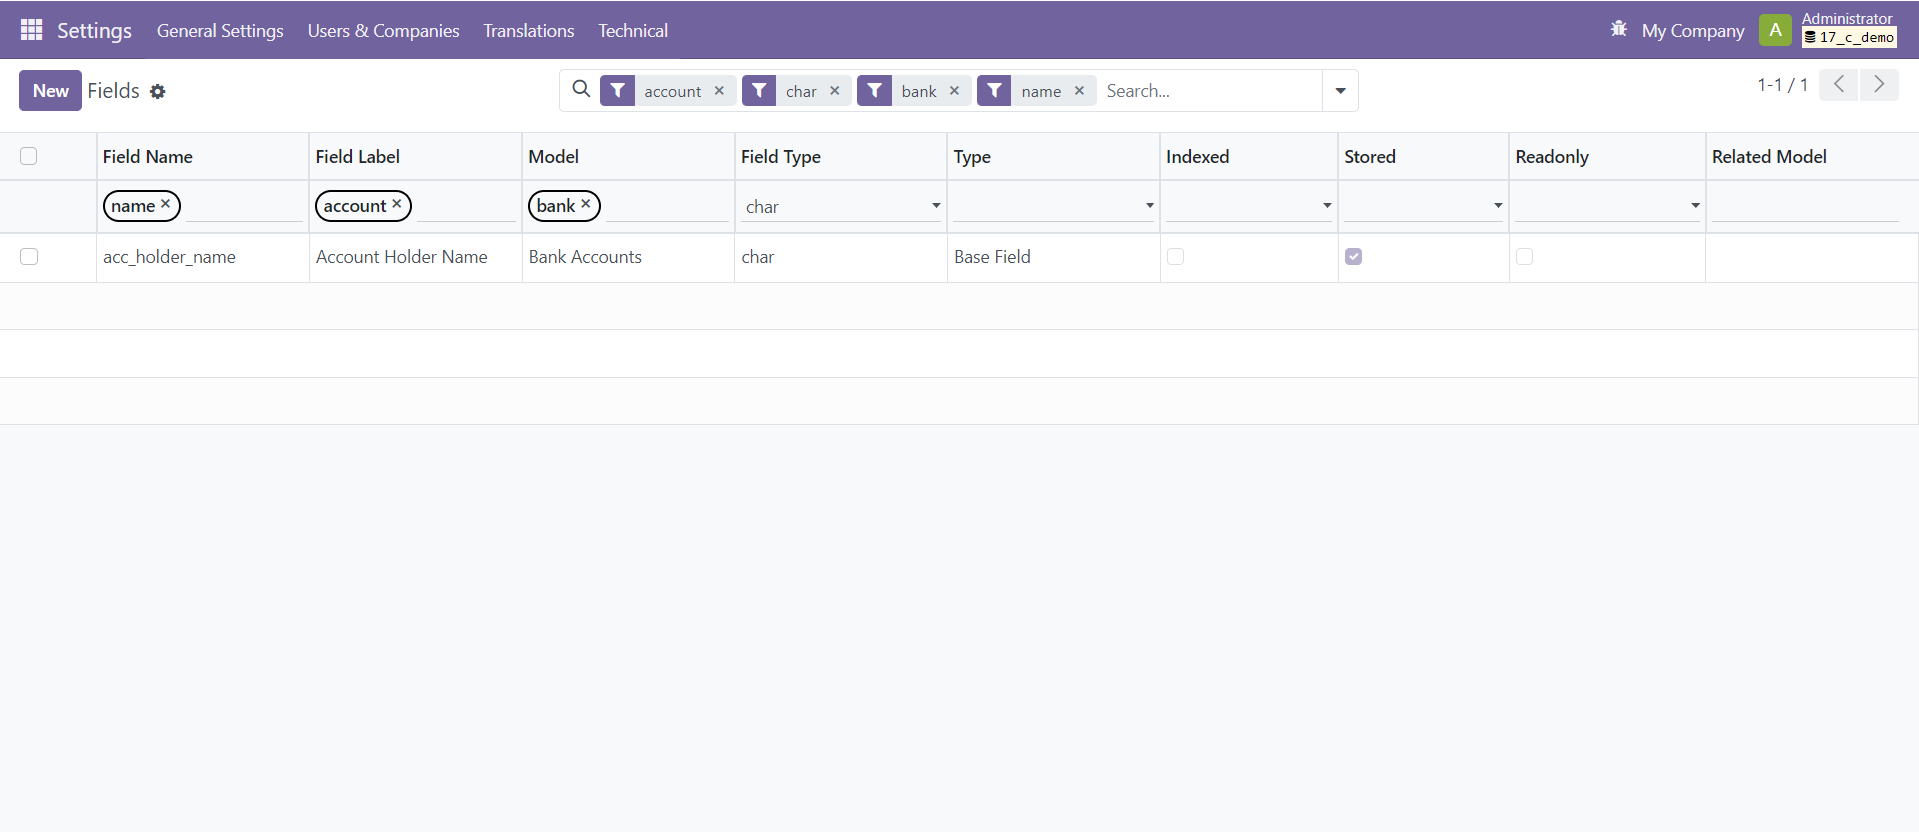 Settings General Settings Users & Companies Translations Technical My Company A Administrator
17_c_demo
New Fields account × char × bank × name × Search... 1-1 / 1
Field Name Field Label Model Field Type Type Indexed Stored Readonly Related Model
name × account × bank × char
acc_holder_name Account Holder Name Bank Accounts char Base Field